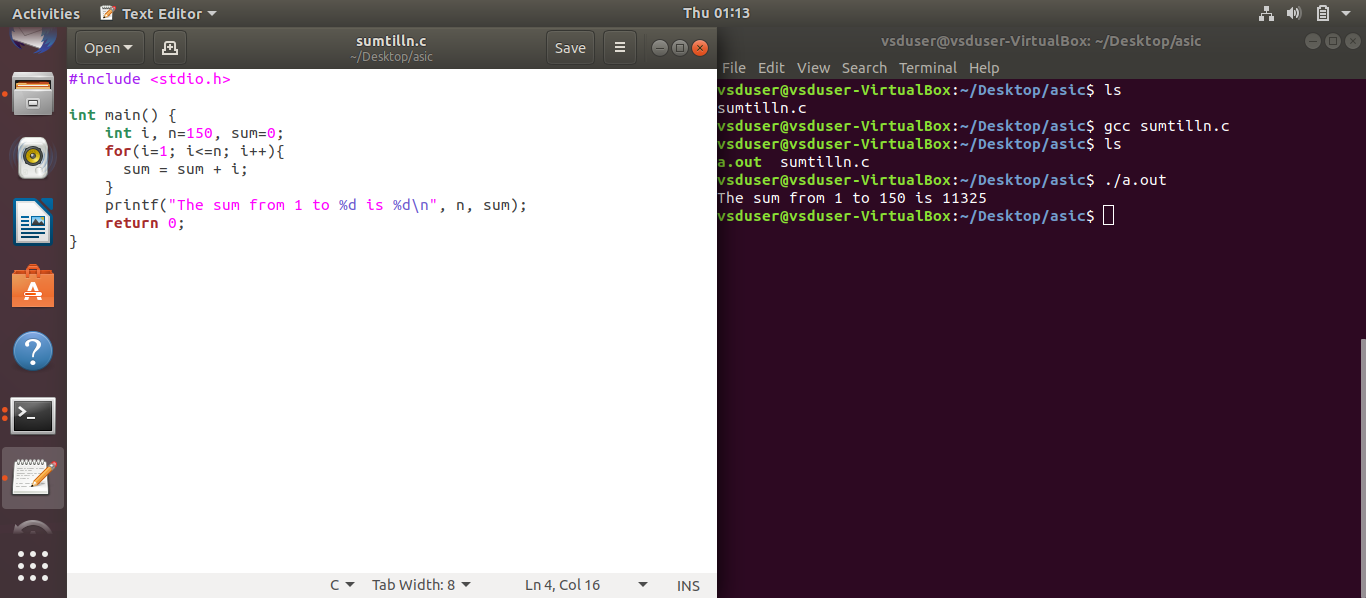 Activities Text Editor Thu 01:13
Open sumtilln.c Save
~/Desktop/asic
#include <stdio.h>
int main() {
    int i, n=150, sum=0;
    for(i=1; i<=n; i++){
      sum = sum + i;
    }
    printf("The sum from 1 to %d is %d\n", n, sum);
    return 0;
}
C Tab Width: 8 Ln 4, Col 16 INS
vsduser@vsduser-VirtualBox: ~/Desktop/asic
File Edit View Search Terminal Help
vsduser@vsduser-VirtualBox:~/Desktop/asic$ ls
sumtilln.c
vsduser@vsduser-VirtualBox:~/Desktop/asic$ gcc sumtilln.c
vsduser@vsduser-VirtualBox:~/Desktop/asic$ ls
a.out  sumtilln.c
vsduser@vsduser-VirtualBox:~/Desktop/asic$ ./a.out
The sum from 1 to 150 is 11325
vsduser@vsduser-VirtualBox:~/Desktop/asic$